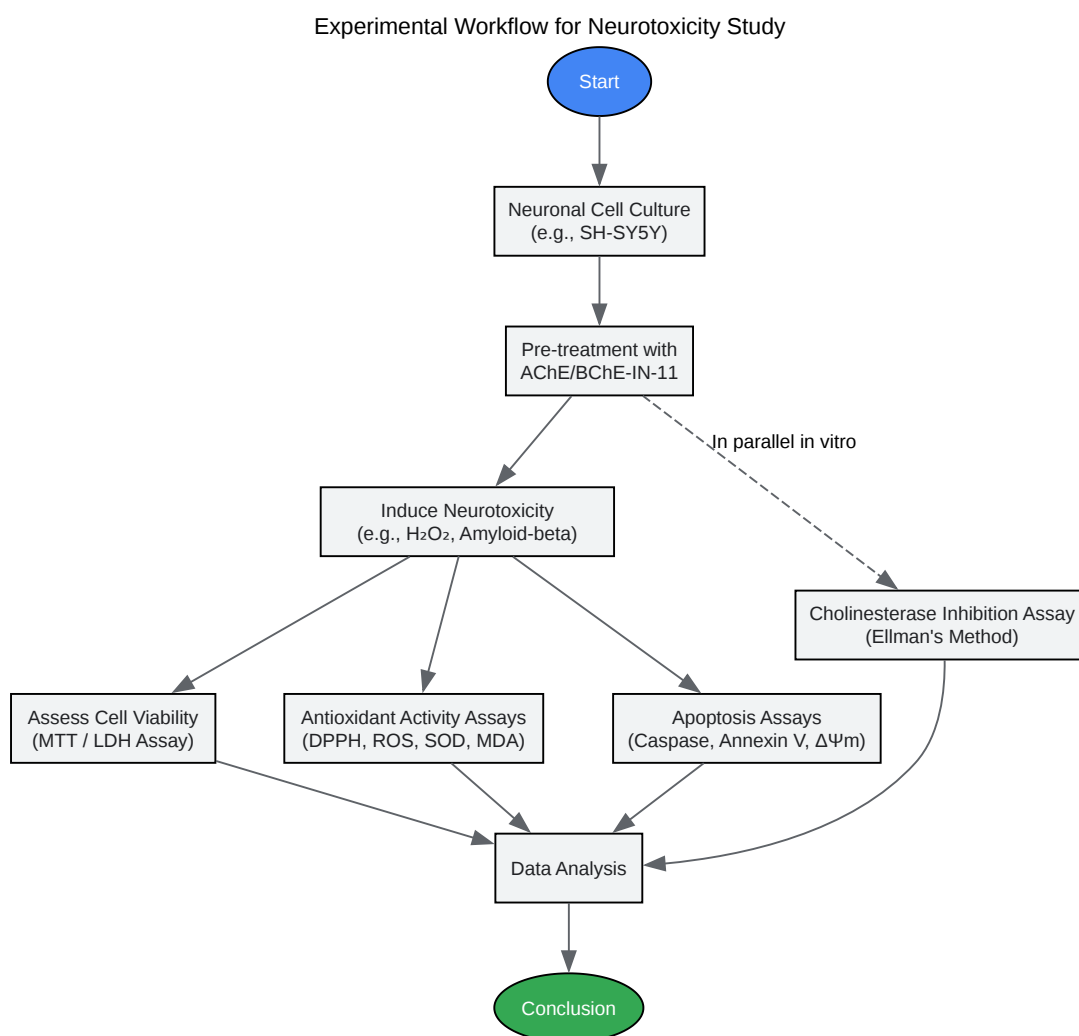 Experimental Workflow for Neurotoxicity Study
Start
Neuronal Cell Culture
(e.g., SH-SY5Y)
Pre-treatment with
AChE/BChE-IN-11
In parallel in vitro
Induce Neurotoxicity
(e.g., H₂O₂, Amyloid-beta)
Cholinesterase Inhibition Assay
(Ellman's Method)
Assess Cell Viability
(MTT / LDH Assay)
Antioxidant Activity Assays
(DPPH, ROS, SOD, MDA)
Apoptosis Assays
(Caspase, Annexin V, ΔΨm)
Data Analysis
Conclusion